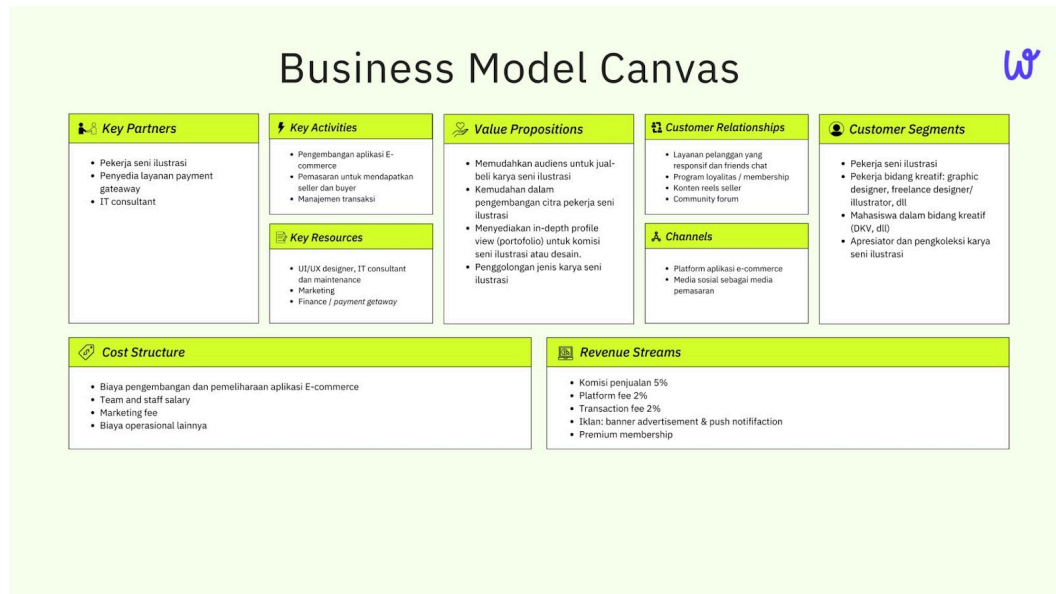 Business Model Canvas
W
Key Partners
Pekerja seni ilustrasi
Penyedia layanan payment
gateaway
IT consultant
Key Activities
Pengembangan aplikasi E-
commerce
Pemasaran untuk mendapatkan
seller dan buyer
Manajemen transaksi
Key Resources
UI/UX designer, IT consultant
dan maintenance
Marketing
Finance / payment getaway
Value Propositions
Memudahkan audiens untuk jual-
beli karya seni ilustrasi
Kemudahan dalam
pengembangan citra pekerja seni
ilustrasi
Menyediakan in-depth profile
view (portofolio) untuk komisi
seni ilustrasi atau desain.
Penggolongan jenis karya seni
ilustrasi
Customer Relationships
Layanan pelanggan yang
responsif dan friends chat
Program loyalitas / membership
Konten reels seller
Community forum
Channels
Platform aplikasi e-commerce
Media sosial sebagai media
pemasaran
Customer Segments
Pekerja seni ilustrasi
Pekerja bidang kreatif: graphic
designer, freelance designer/
illustrator, dll
Mahasiswa dalam bidang kreatif
(DKV, dll)
Apresiator dan pengkoleksi karya
seni ilustrasi
Cost Structure
Biaya pengembangan dan pemeliharaan aplikasi E-commerce
Team and staff salary
Marketing fee
Biaya operasional lainnya
Revenue Streams
Komisi penjualan 5%
Platform fee 2%
Transaction fee 2%
Iklan: banner advertisement & push notififaction
Premium membership